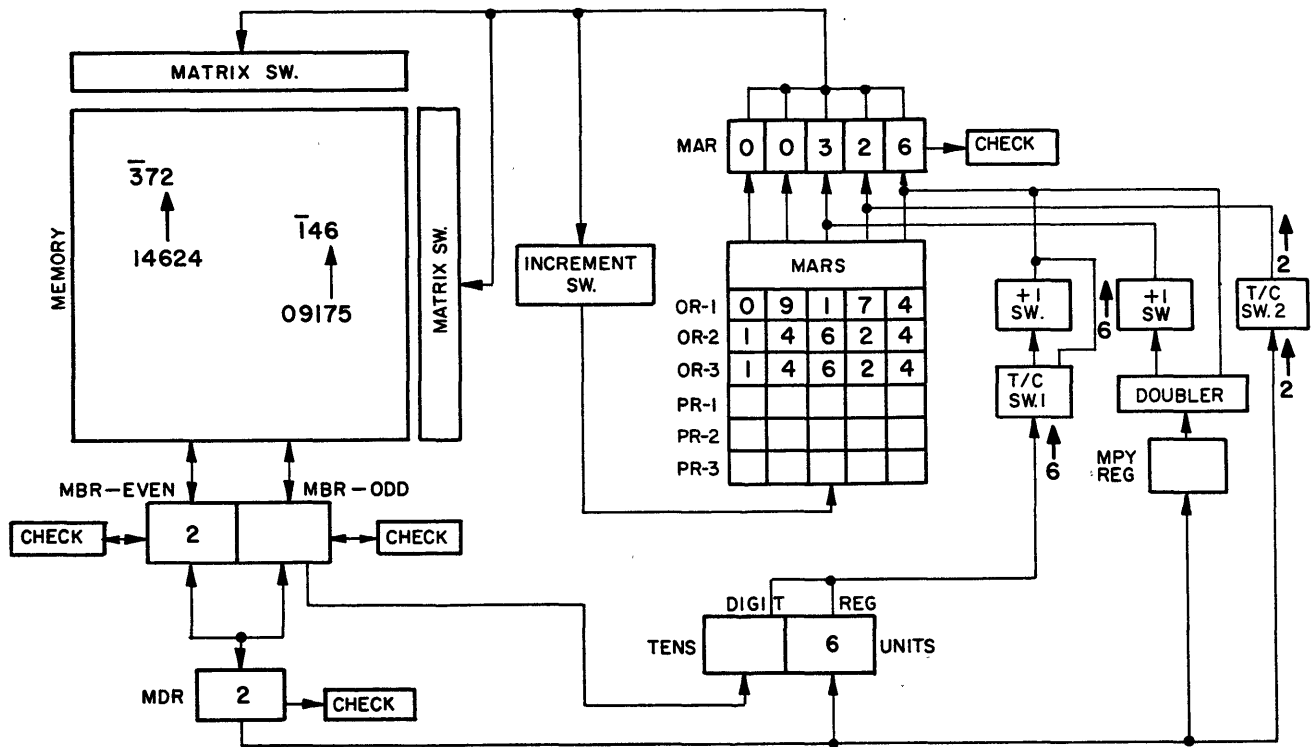 MATRIX SW.
MAR 0 0 3 2 6 CHECK
3̅72
14624
1̅46
09175
MEMORY
MATRIX SW.
INCREMENT SW.
MARS
OR-1 0 9 1 7 4
OR-2 1 4 6 2 4
OR-3 1 4 6 2 4
PR-1
PR-2
PR-3
+1 SW.
6
+1 SW
2
T/C SW.2
2
T/C SW.1
6
DOUBLER
MPY REG
MBR-EVEN MBR-ODD
CHECK 2 CHECK
DIGIT REG
TENS 6 UNITS
MDR 2 CHECK